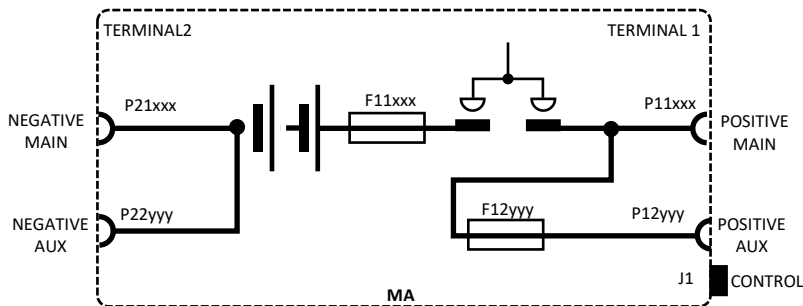 TERMINAL2
TERMINAL 1
P21xxx
F11xxx
P11xxx
NEGATIVE
MAIN
POSITIVE
MAIN
P22yyy
F12yyy
P12yyy
NEGATIVE
AUX
POSITIVE
AUX
J1
CONTROL
MA